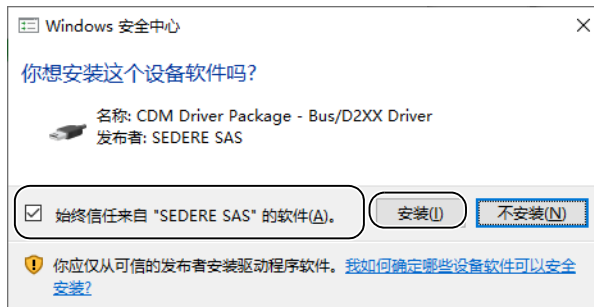 Windows 安全中心
你想安装这个设备软件吗?
名称: CDM Driver Package - Bus/D2XX Driver
发布者: SEDERE SAS
始终信任来自 "SEDERE SAS" 的软件(A)。
安装(I)
不安装(N)
你应仅从可信的发布者安装驱动程序软件。我如何确定哪些设备软件可以安全
安装?